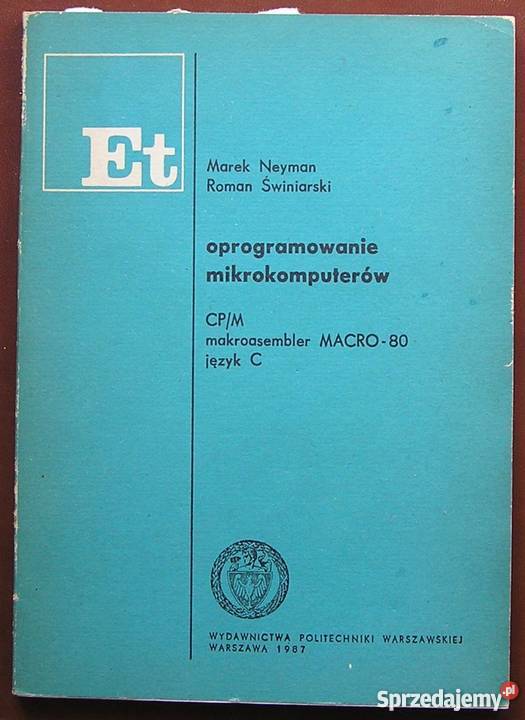 Et
Marek Neyman
Roman Świniarski
oprogramowanie
mikrokomputerów
CP/M
makroasembler MACRO-80
język C
WYDAWNICTWA POLITECHNIKI WARSZAWSKIEJ
WARSZAWA 1987
Sprzedajemy.pl